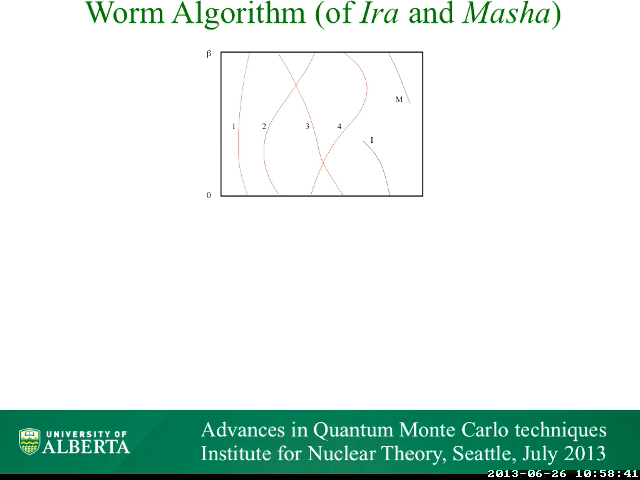 Worm Algorithm (of Ira and Masha)
β
M
1
2
3
4
I
0
UNIVERSITY OF
ALBERTA
Advances in Quantum Monte Carlo techniques
Institute for Nuclear Theory, Seattle, July 2013
2013-06-26 10:58:41